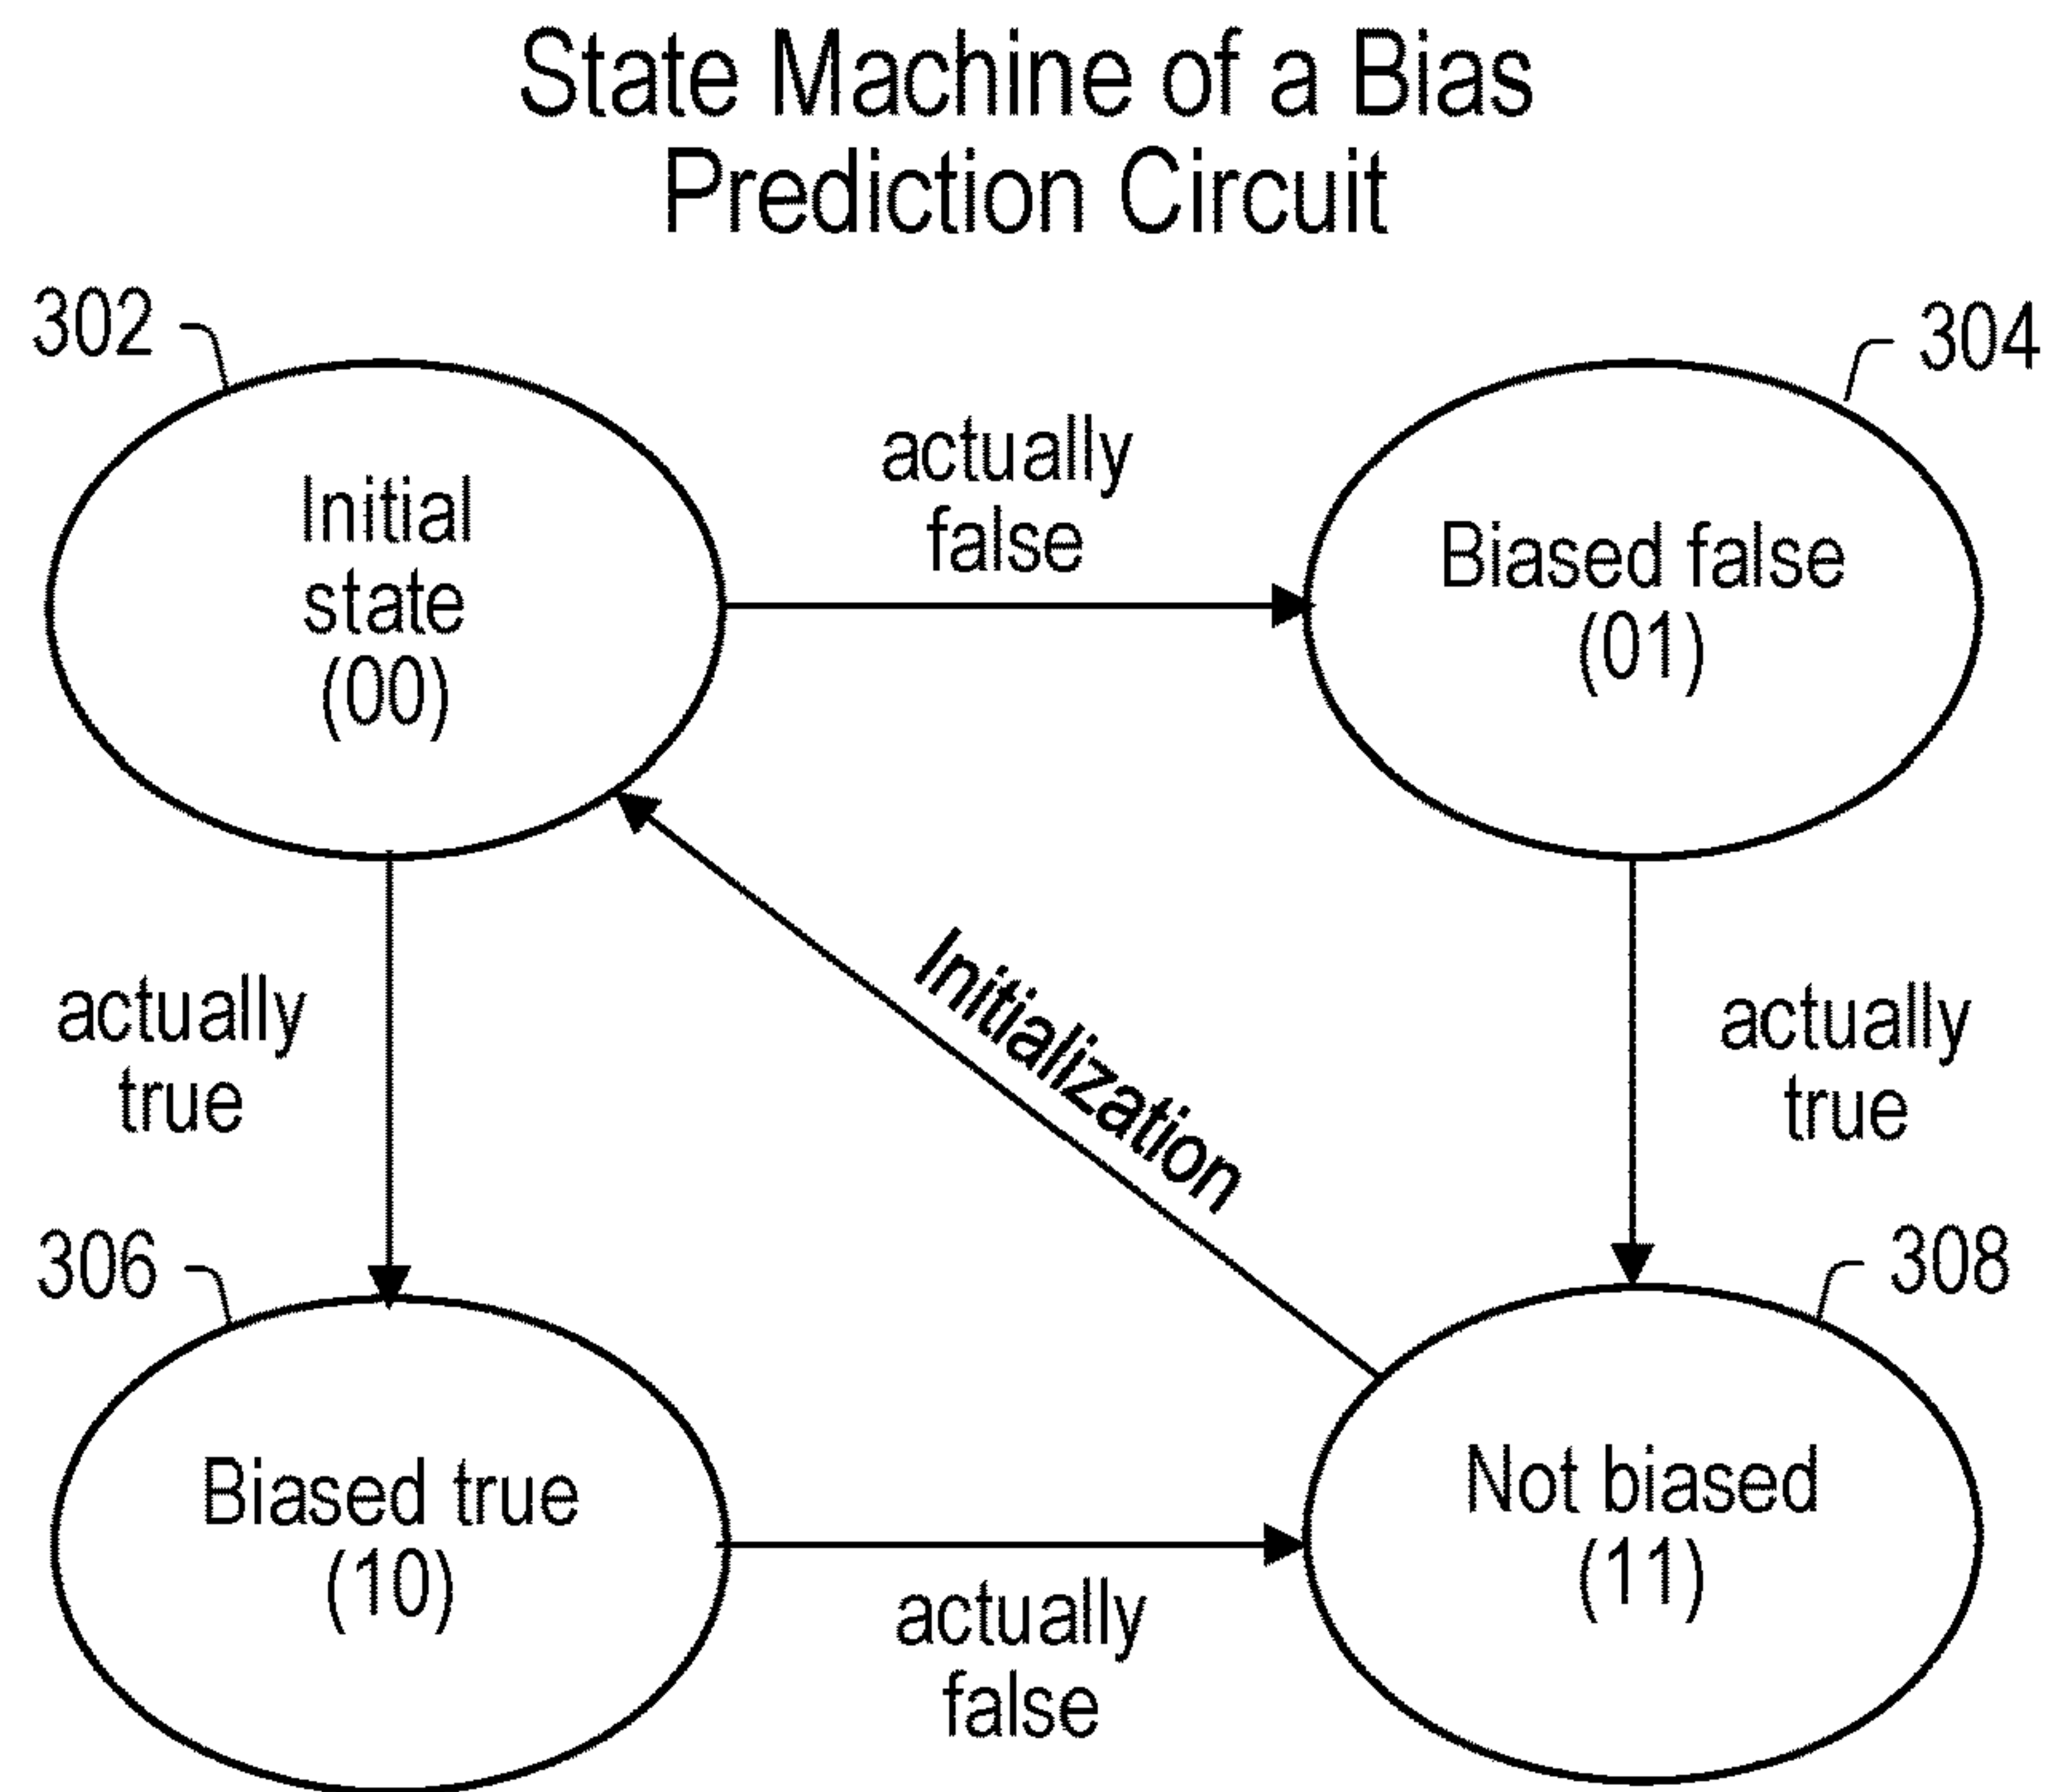 State Machine of a Bias
Prediction Circuit
302
304
Initial
state
(00)
actually
false
Biased false
(01)
actually
true
Initialization
actually
true
306
308
Biased true
(10)
actually
false
Not biased
(11)